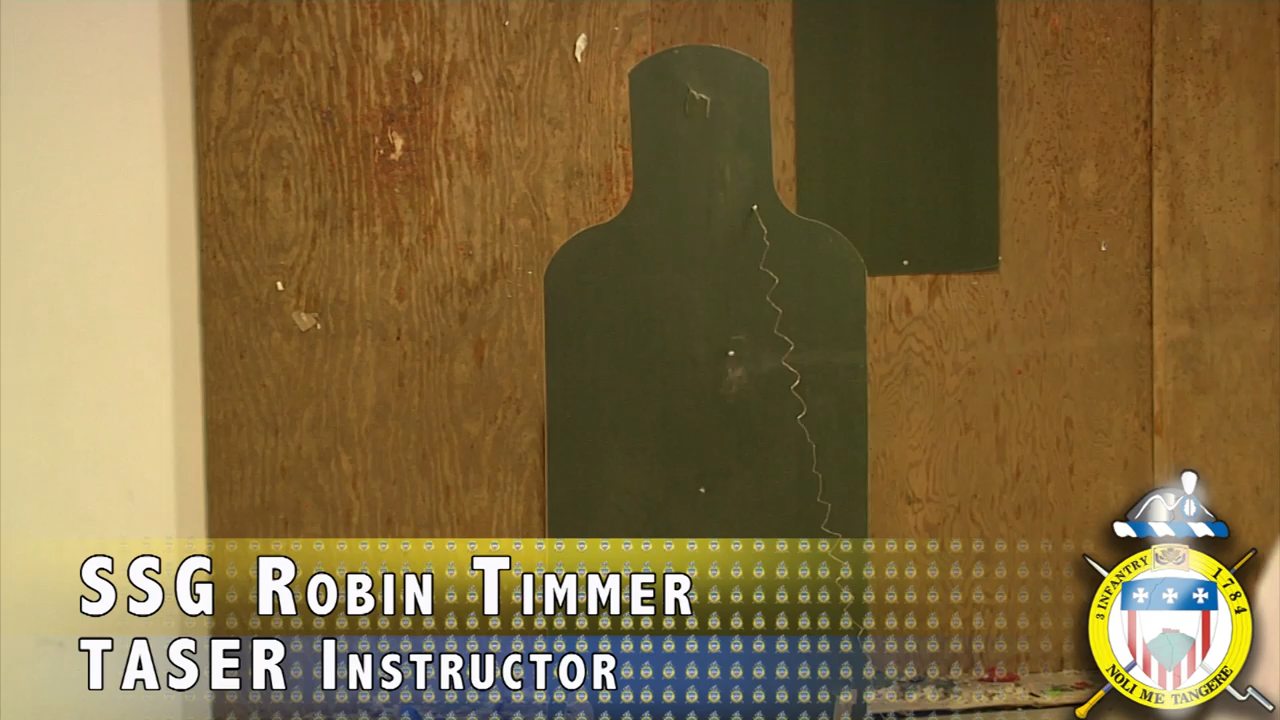 SSG Robin Timmer
TASER Instructor
3 INFANTRY 1784
NOLI ME TANGERE